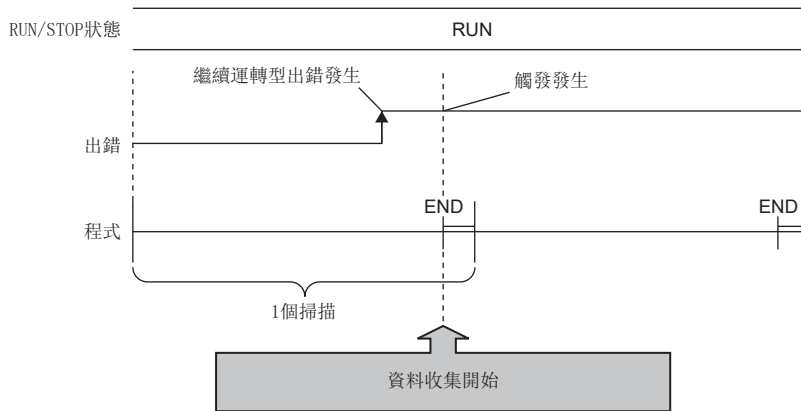 RUN/STOP狀態
RUN
繼續運轉型出錯發生
觸發發生
出錯
END
END
程式
1個掃描
資料收集開始